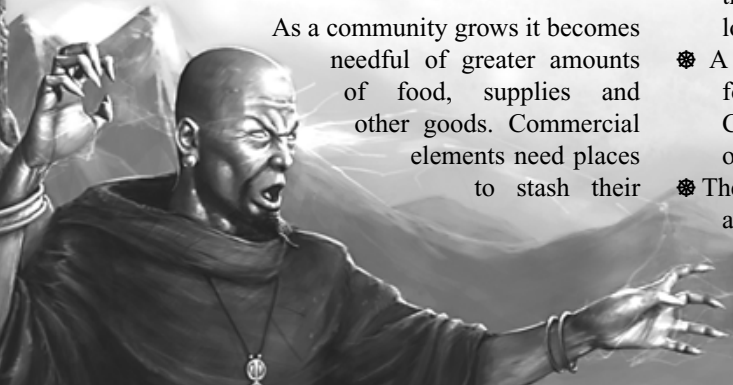 As a community grows it becomes
needful of greater amounts
of food, supplies and
other goods. Commercial
elements need places
to stash their
A